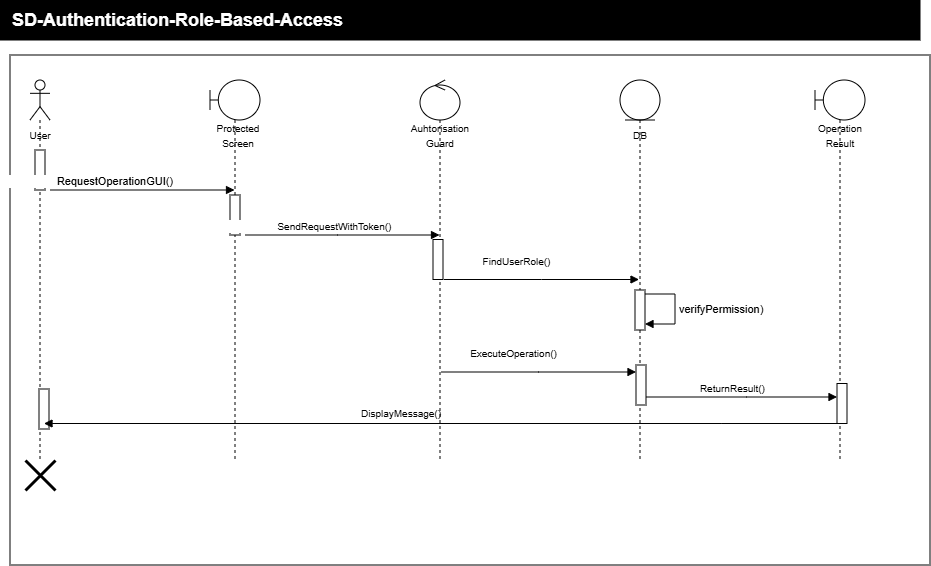 SD-Authentication-Role-Based-Access
User
Protected
Screen
Auhtorisation
Guard
DB
Operation
Result
RequestOperationGUI()
SendRequestWithToken()
FindUserRole()
verifyPermission)
ExecuteOperation()
ReturnResult()
DisplayMessage()